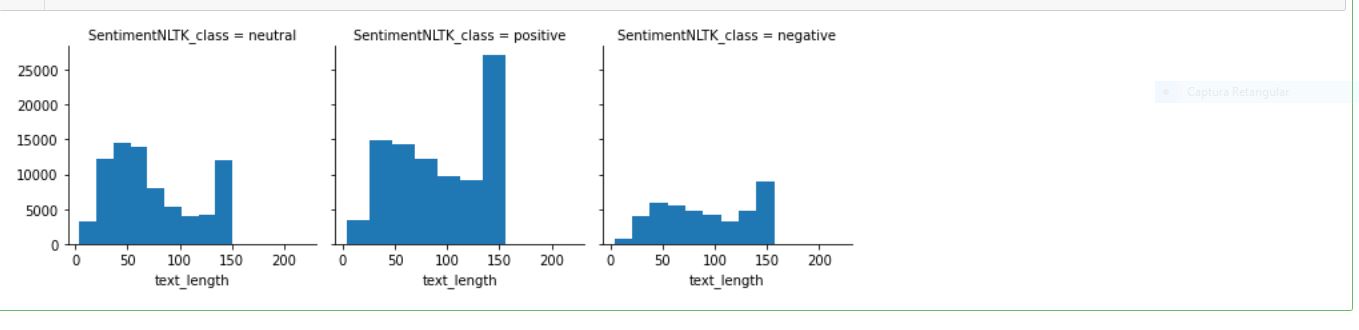 SentimentNLTK_class = neutral
SentimentNLTK_class = positive
SentimentNLTK_class = negative
25000
20000
15000
10000
5000
0
0 50 100 150 200
0 50 100 150 200
0 50 100 150 200
text_length
text_length
text_length
Captura Retangular